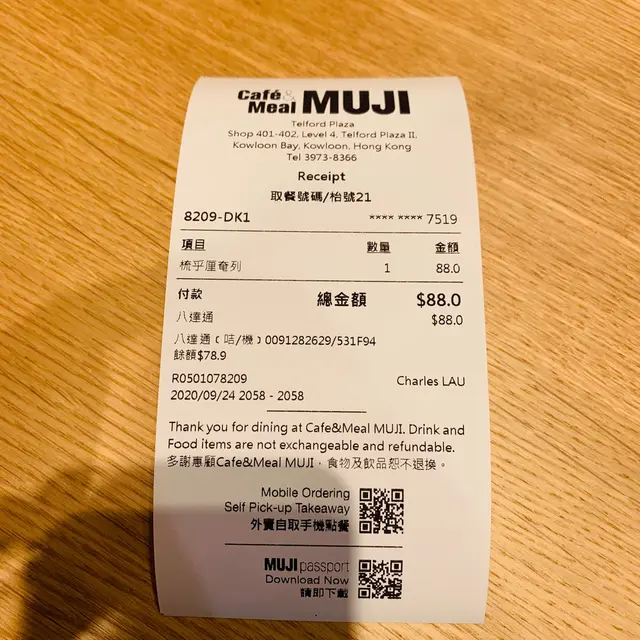 Café & Meal MUJI
Telford Plaza
Shop 401-402, Level 4, Telford Plaza II,
Kowloon Bay, Kowloon, Hong Kong
Tel 3973-8366
Receipt
取餐號碼/枱號21
8209-DK1 **** **** 7519
項目 數量 金額
梳乎厘奄列 1 88.0
付款 總金額 $88.0
八達通 $88.0
八達通(咭/機)0091282629/531F94
餘額$78.9
R0501078209 Charles LAU
2020/09/24 2058 - 2058
Thank you for dining at Cafe&Meal MUJI. Drink and
Food items are not exchangeable and refundable.
多謝惠顧Cafe&Meal MUJI，食物及飲品恕不退換。
Mobile Ordering
Self Pick-up Takeaway
外賣自取手機點餐
MUJI passport
Download Now
請即下載